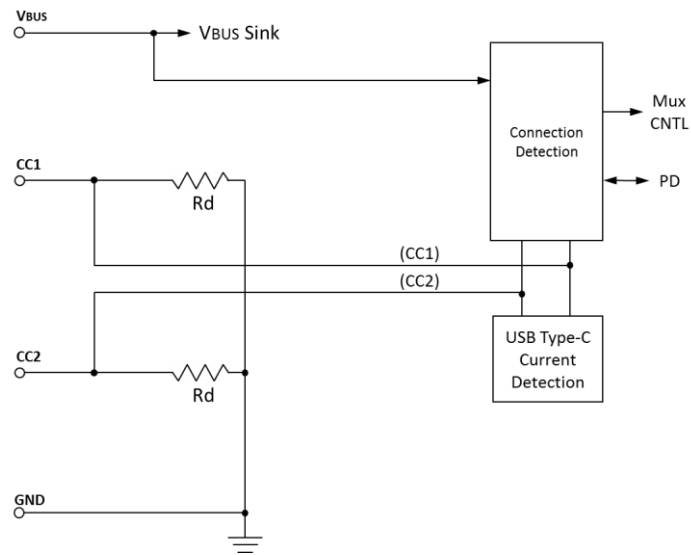 VBUS
VBUS Sink
Connection
Detection
Mux
CNTL
PD
CC1
Rd
(CC1)
(CC2)
USB Type-C
Current
Detection
CC2
Rd
GND